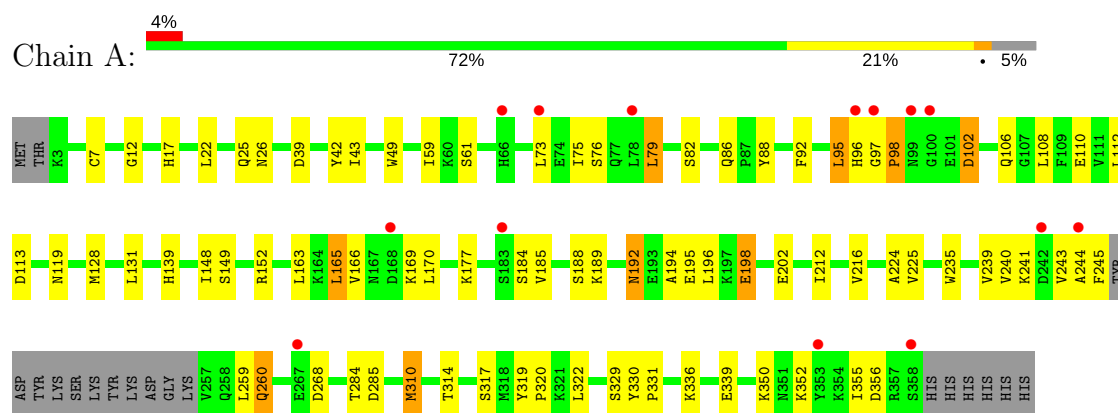 4%
Chain A:
72% 21% • 5%
MET THR K3 C7 G12 H17 L22 Q25 N26 D39 Y42 I43 W49 I59 K60 S61 H66 L73 E74 I75 S76 Q77 L78 L79 S82 Q86 P87 Y88 F92 L95 H96 G97 P98 N99 G100 E101 D102 Q106 G107 L108 F109 E110 V111 L112
D113 N119 M128 L131 H139 I148 S149 R152 L163 K164 L165 V166 N167 D168 K169 L170 K177 S183 S184 V185 S188 K189 N192 E193 A194 E195 L196 K197 E198 E202 I212 V216 A224 V225 W235 V239 V240 K241 D242 V243 A244 F245 TYR
ASP TYR LYS SER LYS TYR LYS ASP GLY LYS V257 Q258 L259 Q260 E267 D268 T284 D285 M310 T314 S317 M318 Y319 P320 K321 L322 S329 Y330 P331 K336 E339 K350 N351 K352 Y353 K354 I355 D356 R357 S358 HIS HIS HIS HIS HIS HIS